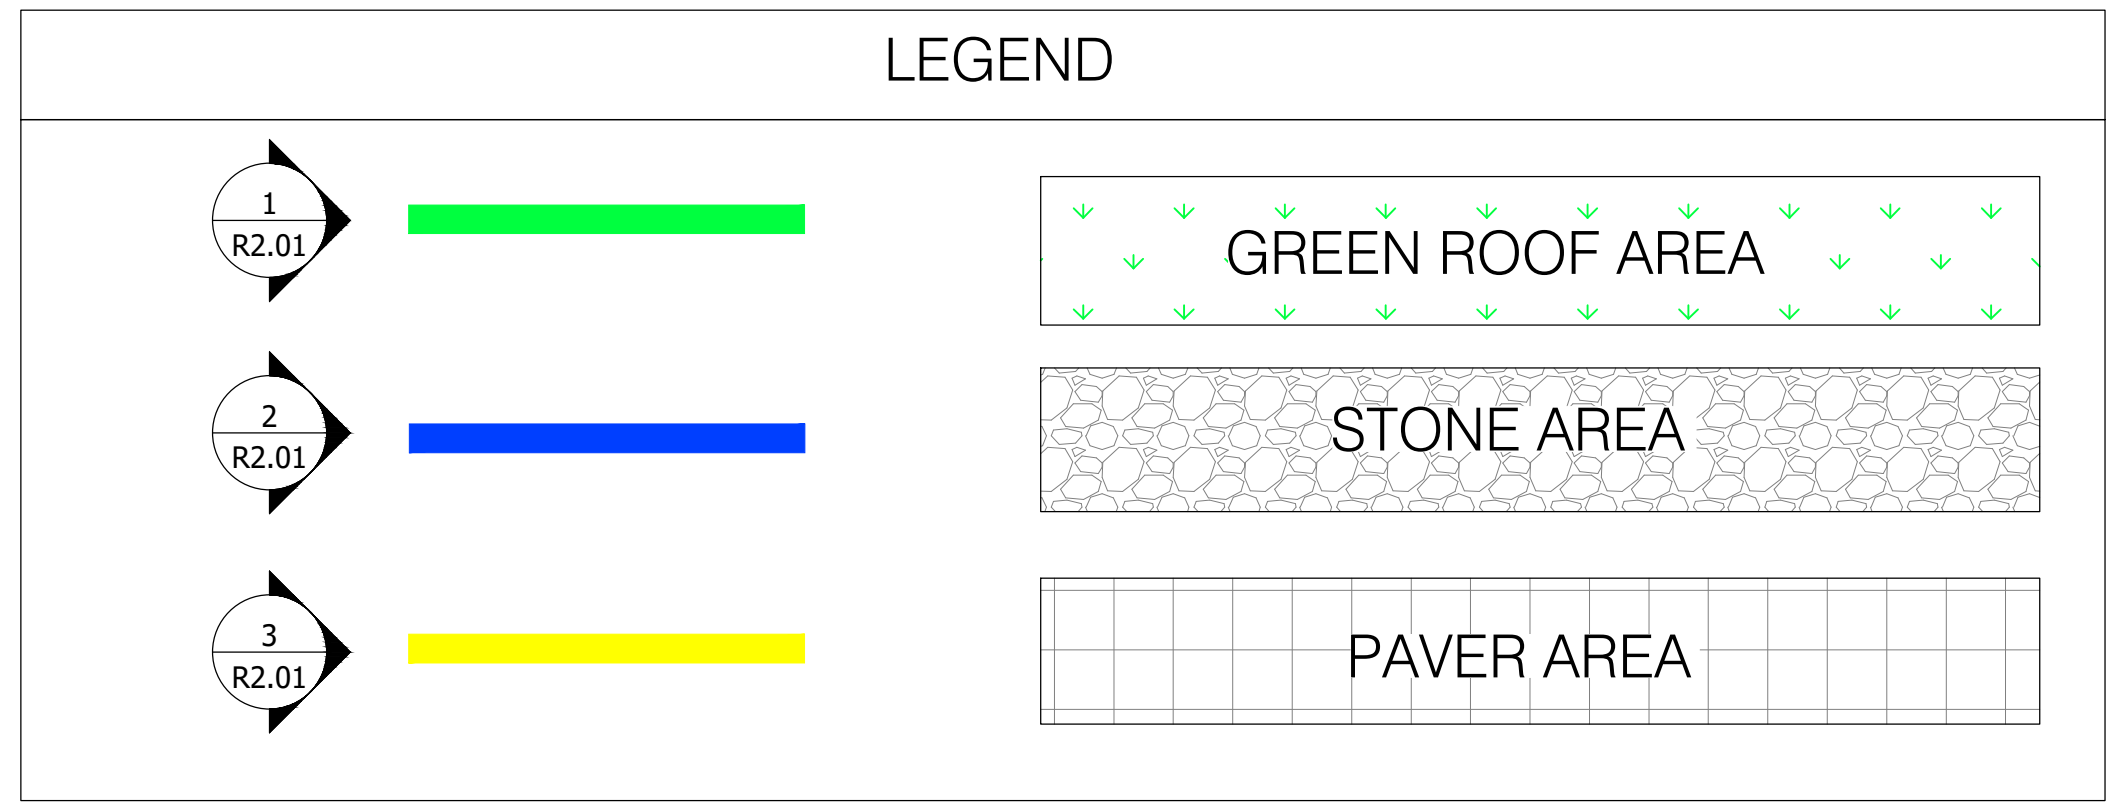 LEGEND
1
R2.01
GREEN ROOF AREA
2
R2.01
STONE AREA
3
R2.01
PAVER AREA